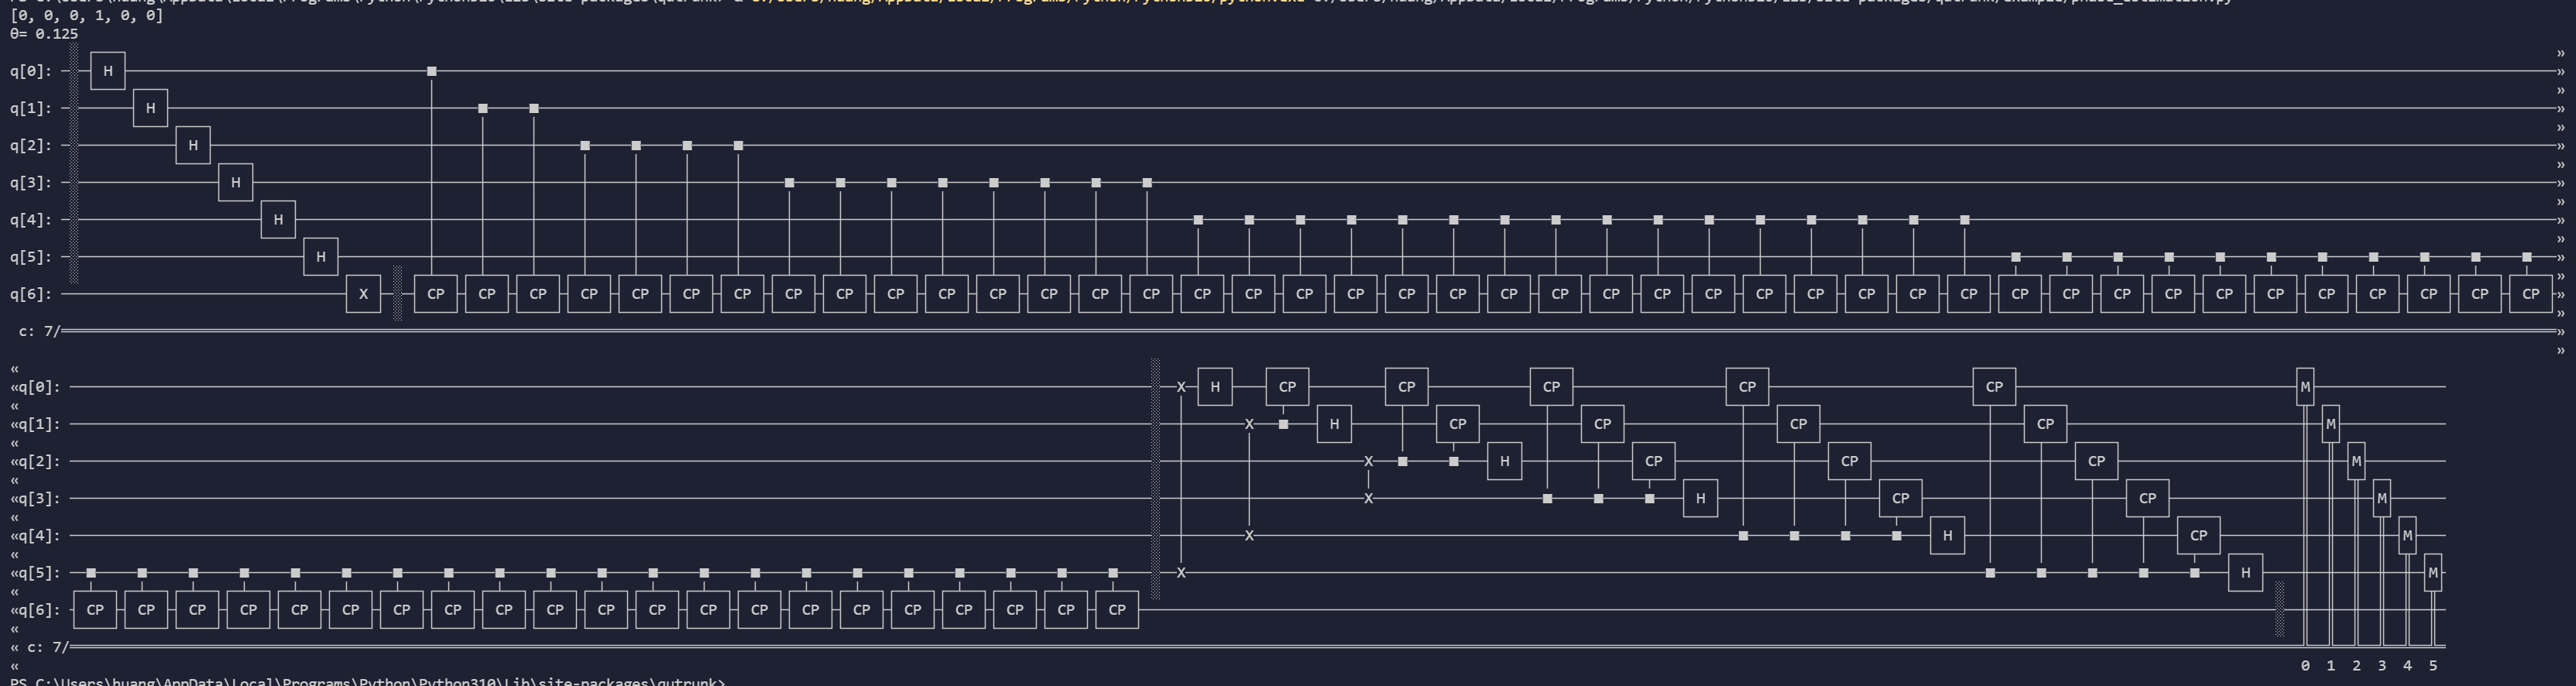 PS C:\Users\huang\AppData\Local\Programs\Python\Python310\Lib\site-packages\qutrunk> & C:/Users/huang/AppData/Local/Programs/Python/Python310/python.exe c:/Users/huang/AppData/Local/Programs/Python/Python310/Lib/site-packages/qutrunk/example/phase_estimation.py
[0, 0, 0, 1, 0, 0]
θ= 0.125
»
q[0]: H »
»
q[1]: H »
»
q[2]: H »
»
q[3]: H »
»
q[4]: H »
»
q[5]: H »
»
q[6]: X CP CP CP CP CP CP CP CP CP CP CP CP CP CP CP CP CP CP CP CP CP CP CP CP CP CP CP CP CP CP CP CP CP CP CP CP CP CP CP CP CP CP »
»
c: 7/ »
»
«
«q[0]: X H CP CP CP CP CP M
«
«q[1]: X H CP CP CP CP M
«
«q[2]: X H CP CP CP M
«
«q[3]: X H CP CP M
«
«q[4]: X H CP M
«
«q[5]: X H M
«
«q[6]: CP CP CP CP CP CP CP CP CP CP CP CP CP CP CP CP CP CP CP CP CP
«
« c: 7/
« 0 1 2 3 4 5
PS C:\Users\huang\AppData\Local\Programs\Python\Python310\Lib\site-packages\qutrunk>